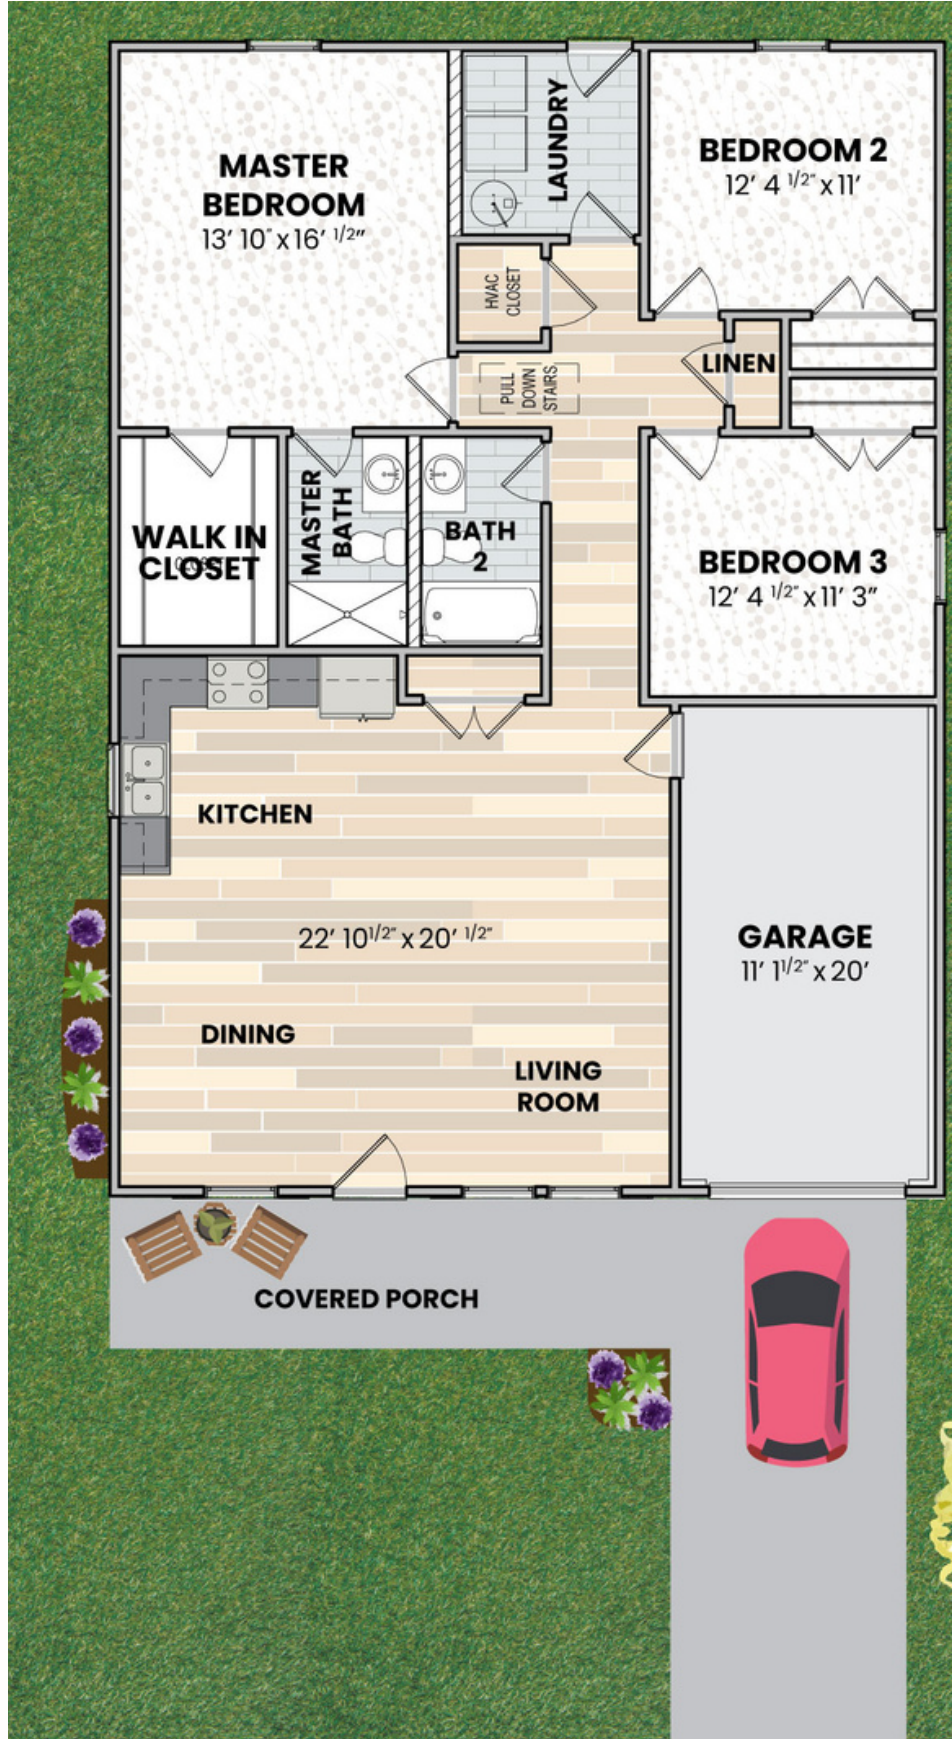 MASTER
BEDROOM
13' 10" x 16' 1/2"
LAUNDRY
BEDROOM 2
12' 4 1/2" x 11'
HVAC
CLOSET
PULL
DOWN
STAIRS
LINEN
WALK IN
CLOSET
MASTER
BATH
BATH
2
BEDROOM 3
12' 4 1/2" x 11' 3"
KITCHEN
22' 10 1/2" x 20' 1/2"
GARAGE
11' 1 1/2" x 20'
DINING
LIVING
ROOM
COVERED PORCH